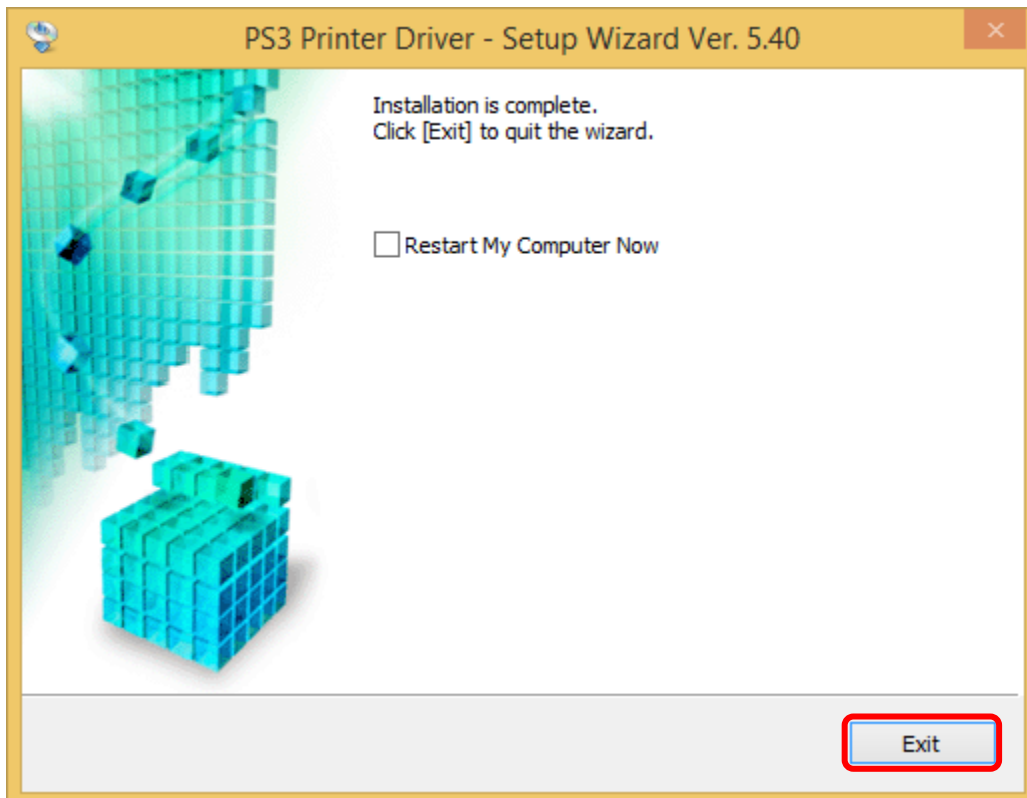 PS3 Printer Driver - Setup Wizard Ver. 5.40
Installation is complete.
Click [Exit] to quit the wizard.
Restart My Computer Now
Exit